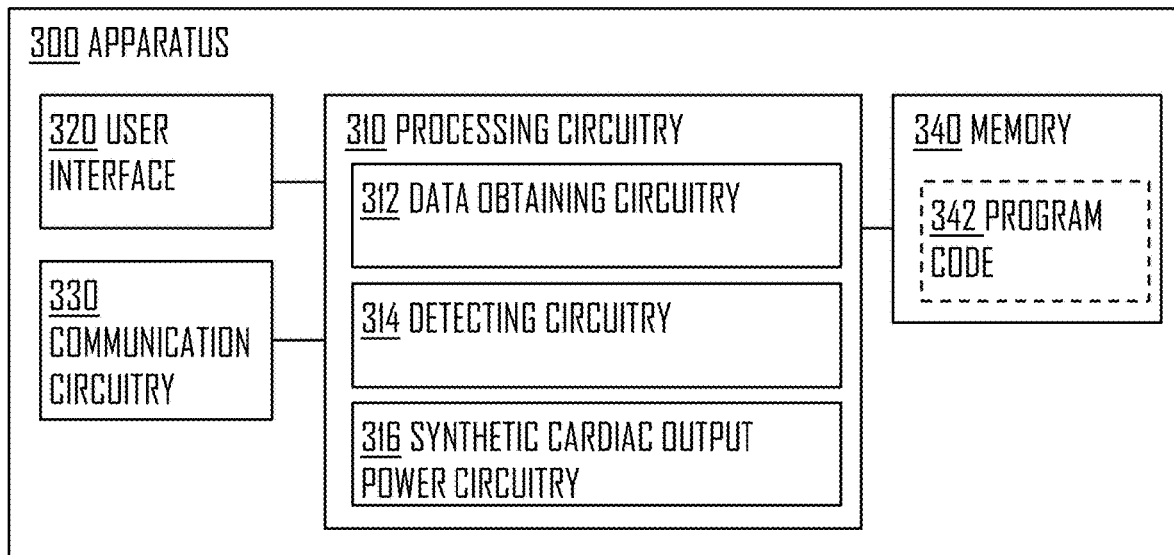 300 APPARATUS
320 USER
INTERFACE
330
COMMUNICATION
CIRCUITRY
310 PROCESSING CIRCUITRY
312 DATA OBTAINING CIRCUITRY
314 DETECTING CIRCUITRY
316 SYNTHETIC CARDIAC OUTPUT
POWER CIRCUITRY
340 MEMORY
342 PROGRAM
CODE